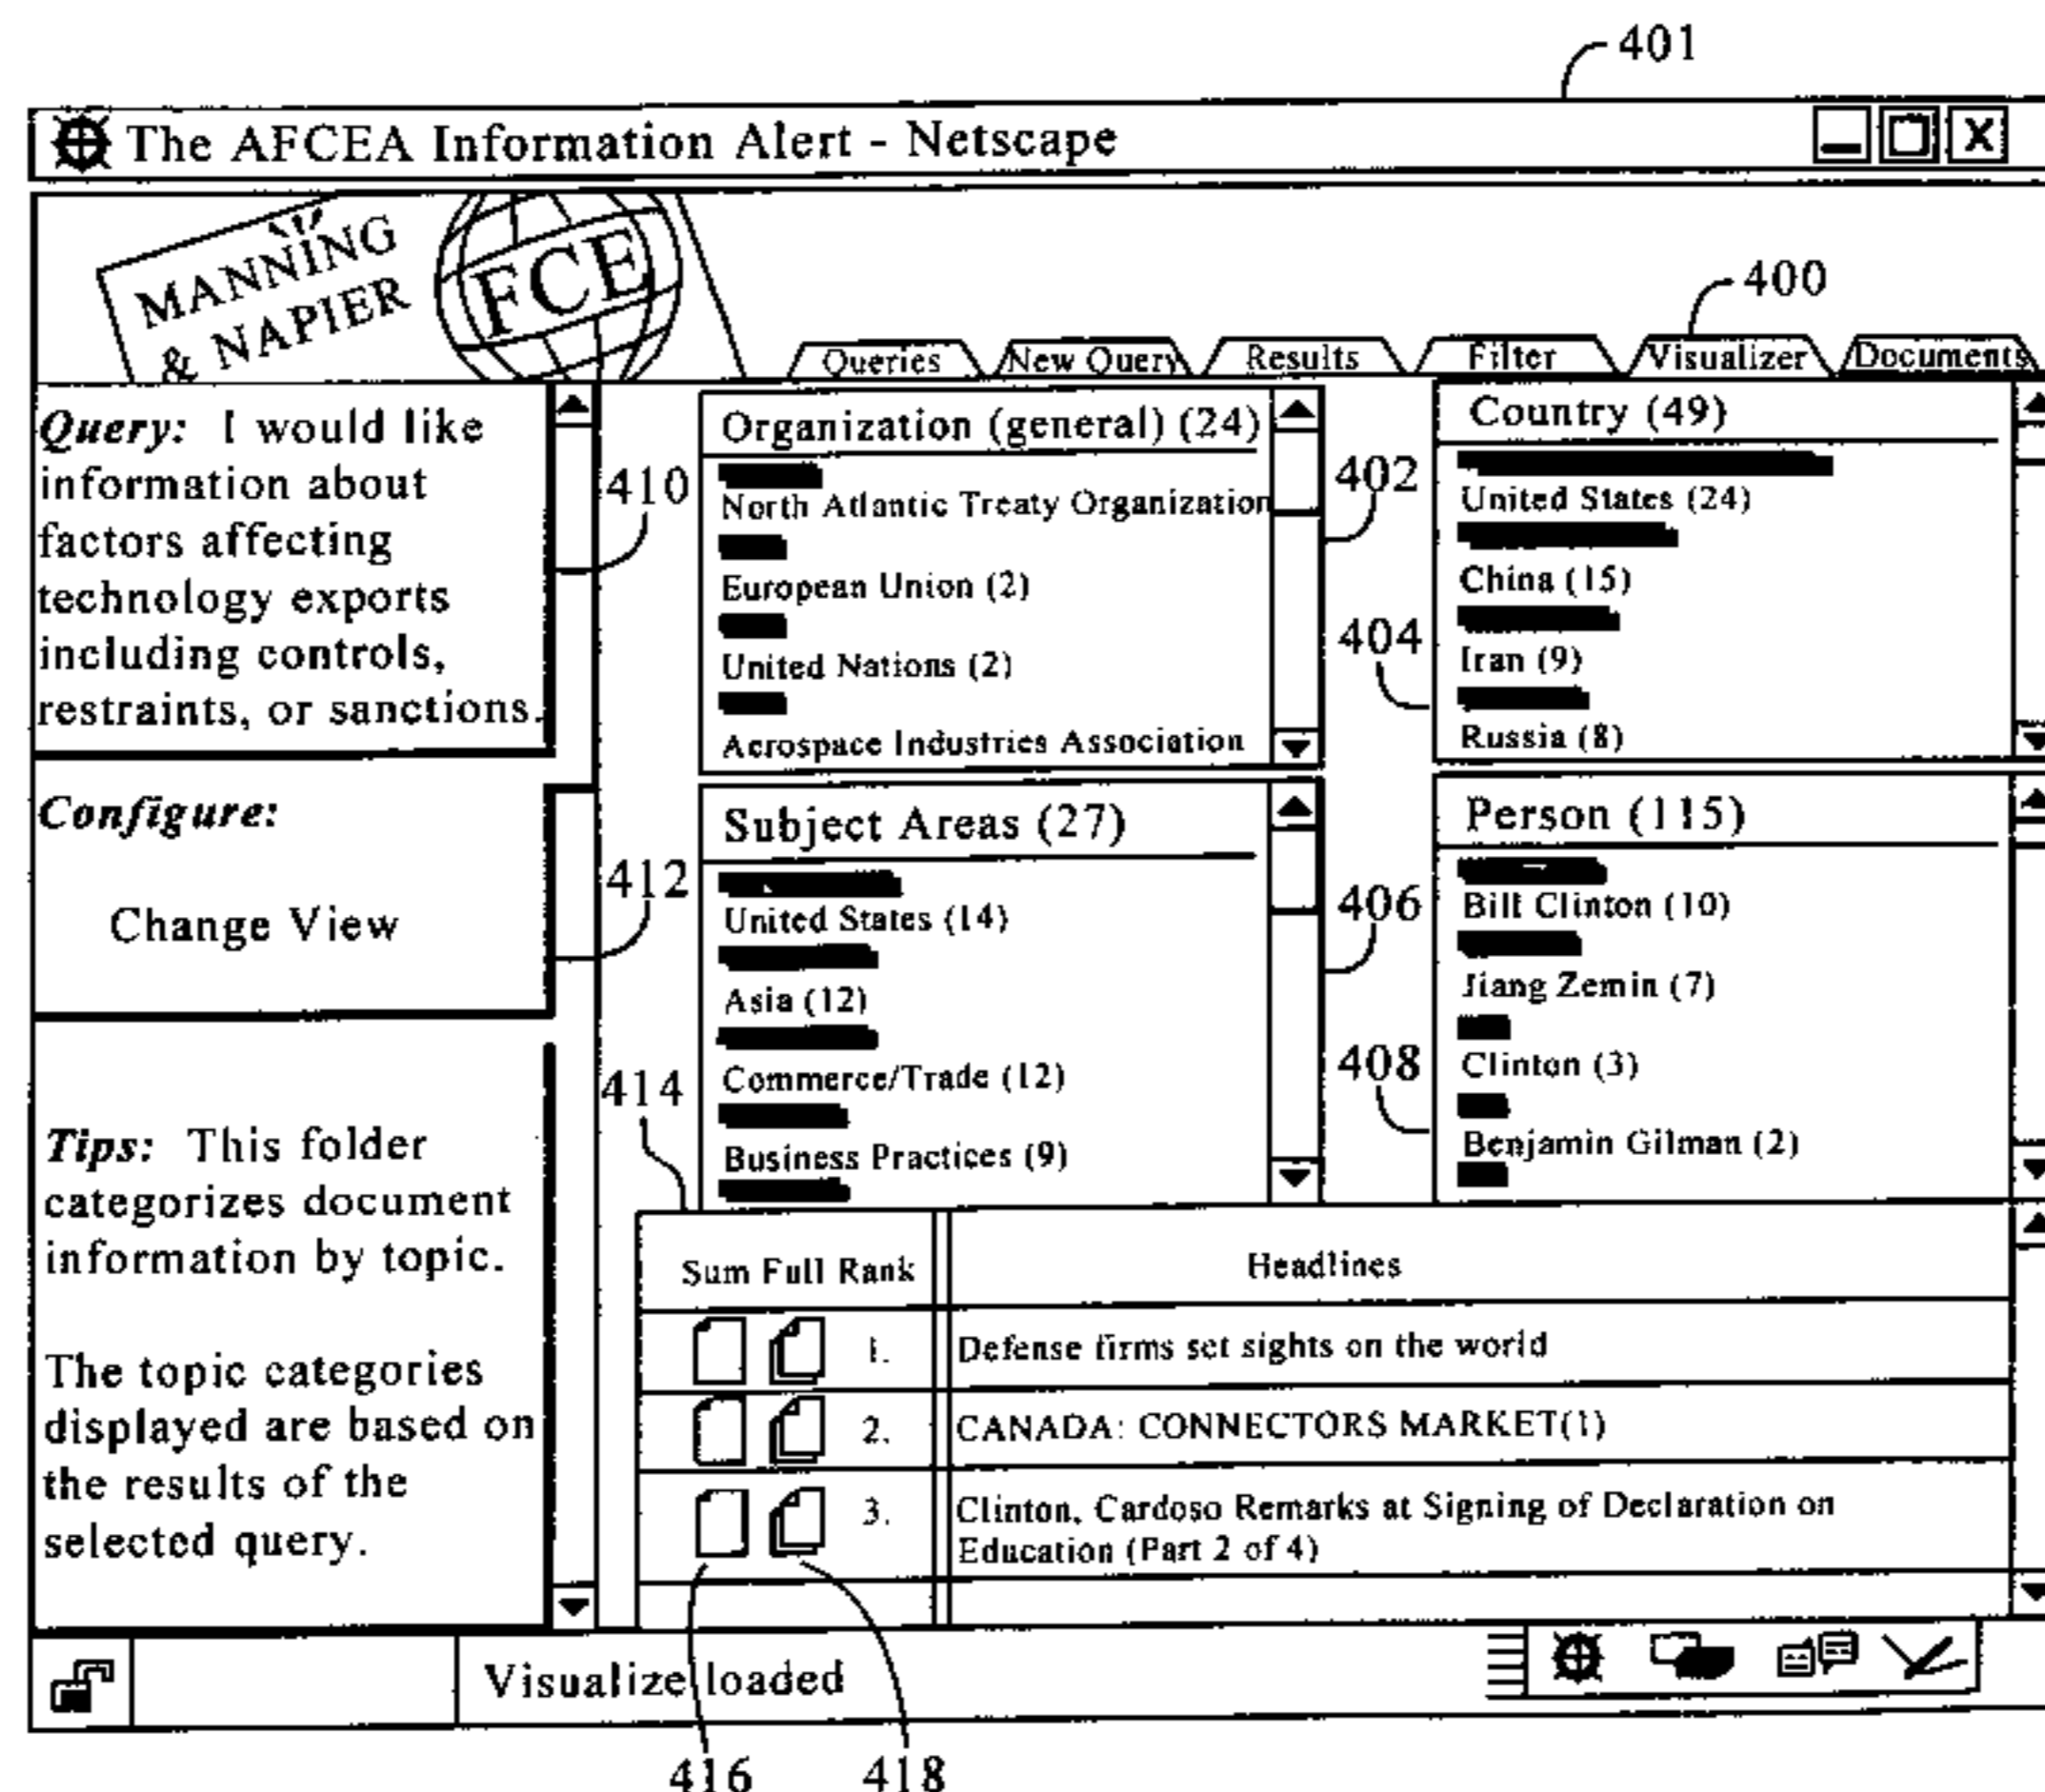 401
The AFCEA Information Alert - Netscape
MANNING
& NAPIER
FCE
400
Queries
New Query
Results
Filter
Visualizer
Documents
Query: I would like
information about
factors affecting
technology exports
including controls,
restraints, or sanctions.
410
Configure:
Change View
412
Tips: This folder
categorizes document
information by topic.
The topic categories
displayed are based on
the results of the
selected query.
414
Organization (general) (24)
North Atlantic Treaty Organization
European Union (2)
United Nations (2)
Aerospace Industries Association
402
404
Country (49)
United States (24)
China (15)
Iran (9)
Russia (8)
Subject Areas (27)
United States (14)
Asia (12)
Commerce/Trade (12)
Business Practices (9)
406
408
Person (115)
Bill Clinton (10)
Jiang Zemin (7)
Clinton (3)
Benjamin Gilman (2)
Sum Full Rank
Headlines
1. Defense firms set sights on the world
2. CANADA: CONNECTORS MARKET(1)
3. Clinton, Cardoso Remarks at Signing of Declaration on
Education (Part 2 of 4)
Visualize loaded
416
418